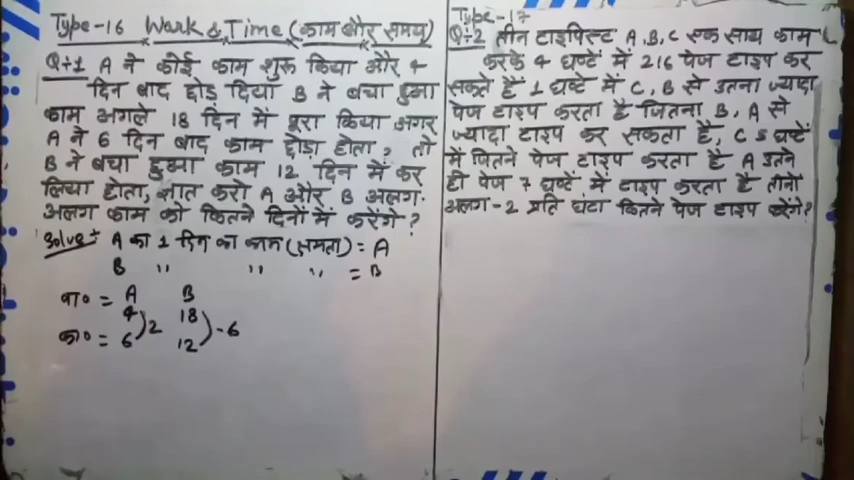 Type-16 Work & Time (काम और समय)
Q÷1 A ने कोई काम शुरू किया और 4
दिन बाद छोड़ दिया B ने बचा हुआ
काम अगले 18 दिन में पूरा किया अगर
A ने 6 दिन बाद काम छोड़ा होता, तो
B ने बचा हुआ काम 12 दिन में कर
लिया होता, ज्ञात करो A और B अलग-
अलग काम को कितने दिनों में करेंगे?
Solve÷ A का 1 दिन का काम (क्षमता) = A
B '' '' '' = B
वा० = A B
4 18
का० = 6 )2 12 )-6
Type-17
Q÷2 तीन टाइपिस्ट A, B, C एक साथ काम
करके 4 घण्टे में 216 पेज टाइप कर
सकते हैं 1 घण्टे में C, B से उतना ज्यादा
पेज टाइप करता है जितना B, A से
ज्यादा टाइप कर सकता है, C 5 घण्टे
में जितने पेज टाइप करता है A उतने
ही पेज 7 घण्टे में टाइप करता है तीनो
अलग-2 प्रति घंटा कितने पेज टाइप करेंगे?